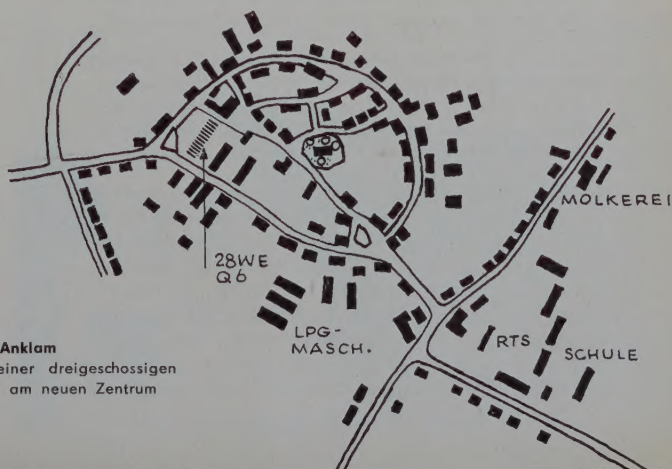 MOLKEREI
28WE
Q6
LPG-
MASCH.
RTS
SCHULE
Anklam
einer dreigeschossigen
am neuen Zentrum